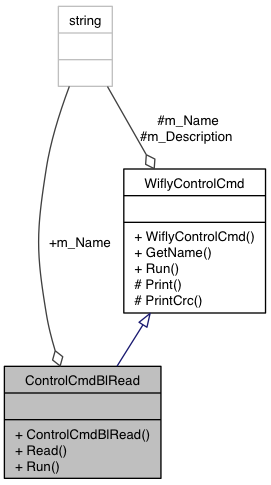 string
#m_Name
#m_Description
WiflyControlCmd
+ WiflyControlCmd()
+ GetName()
+ Run()
# Print()
# PrintCrc()
+m_Name
ControlCmdBlRead
+ ControlCmdBlRead()
+ Read()
+ Run()